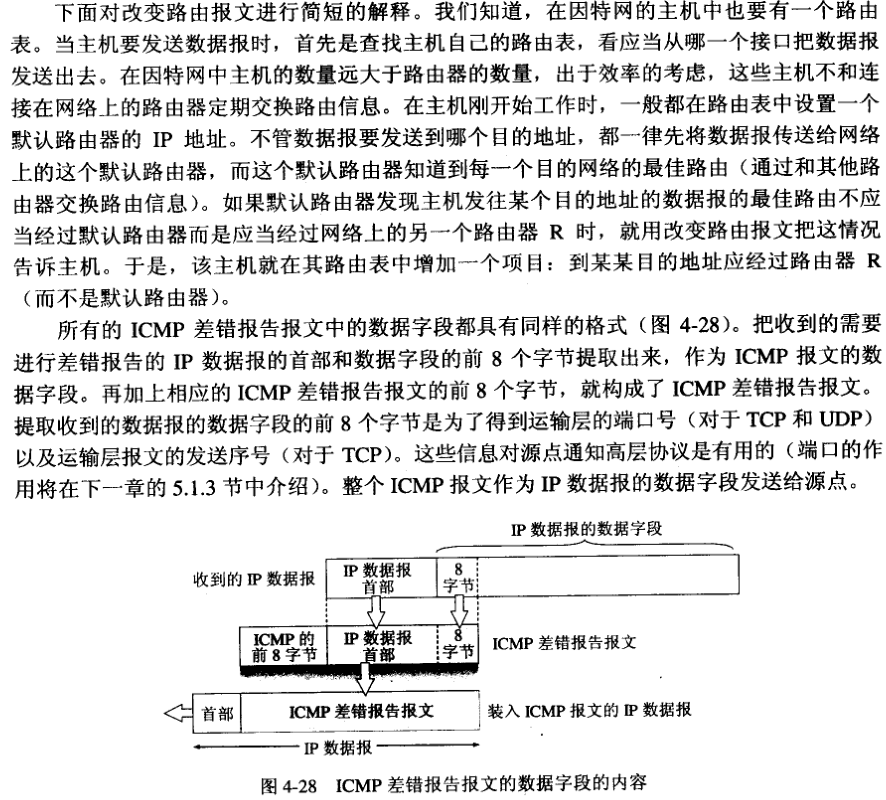 下面对改变路由报文进行简短的解释。我们知道，在因特网的主机中也要有一个路由
表。当主机要发送数据报时，首先是查找主机自己的路由表，看应当从哪一个接口把数据报
发送出去。在因特网中主机的数量远大于路由器的数量，出于效率的考虑，这些主机不和连
接在网络上的路由器定期交换路由信息。在主机刚开始工作时，一般都在路由表中设置一个
默认路由器的 IP 地址。不管数据报要发送到哪个目的地址，都一律先将数据报传送给网络
上的这个默认路由器，而这个默认路由器知道到每一个目的网络的最佳路由（通过和其他路
由器交换路由信息）。如果默认路由器发现主机发往某个目的地址的数据报的最佳路由不应
当经过默认路由器而是应当经过网络上的另一个路由器 R 时，就用改变路由报文把这情况
告诉主机。于是，该主机就在其路由表中增加一个项目：到某某目的地址应经过路由器 R
（而不是默认路由器）。
所有的 ICMP 差错报告报文中的数据字段都具有同样的格式（图 4-28）。把收到的需要
进行差错报告的 IP 数据报的首部和数据字段的前 8 个字节提取出来，作为 ICMP 报文的数
据字段。再加上相应的 ICMP 差错报告报文的前 8 个字节，就构成了 ICMP 差错报告报文。
提取收到的数据报的数据字段的前 8 个字节是为了得到运输层的端口号（对于 TCP 和 UDP）
以及运输层报文的发送序号（对于 TCP）。这些信息对源点通知高层协议是有用的（端口的作
用将在下一章的 5.1.3 节中介绍）。整个 ICMP 报文作为 IP 数据报的数据字段发送给源点。
IP 数据报的数据字段
收到的 IP 数据报
IP 数据报
首部
8
字节
ICMP 的
前 8 字节
IP 数据报
首部
8
字节
ICMP 差错报告报文
首部
ICMP 差错报告报文
装入 ICMP 报文的 IP 数据报
IP 数据报
图 4-28 ICMP 差错报告报文的数据字段的内容